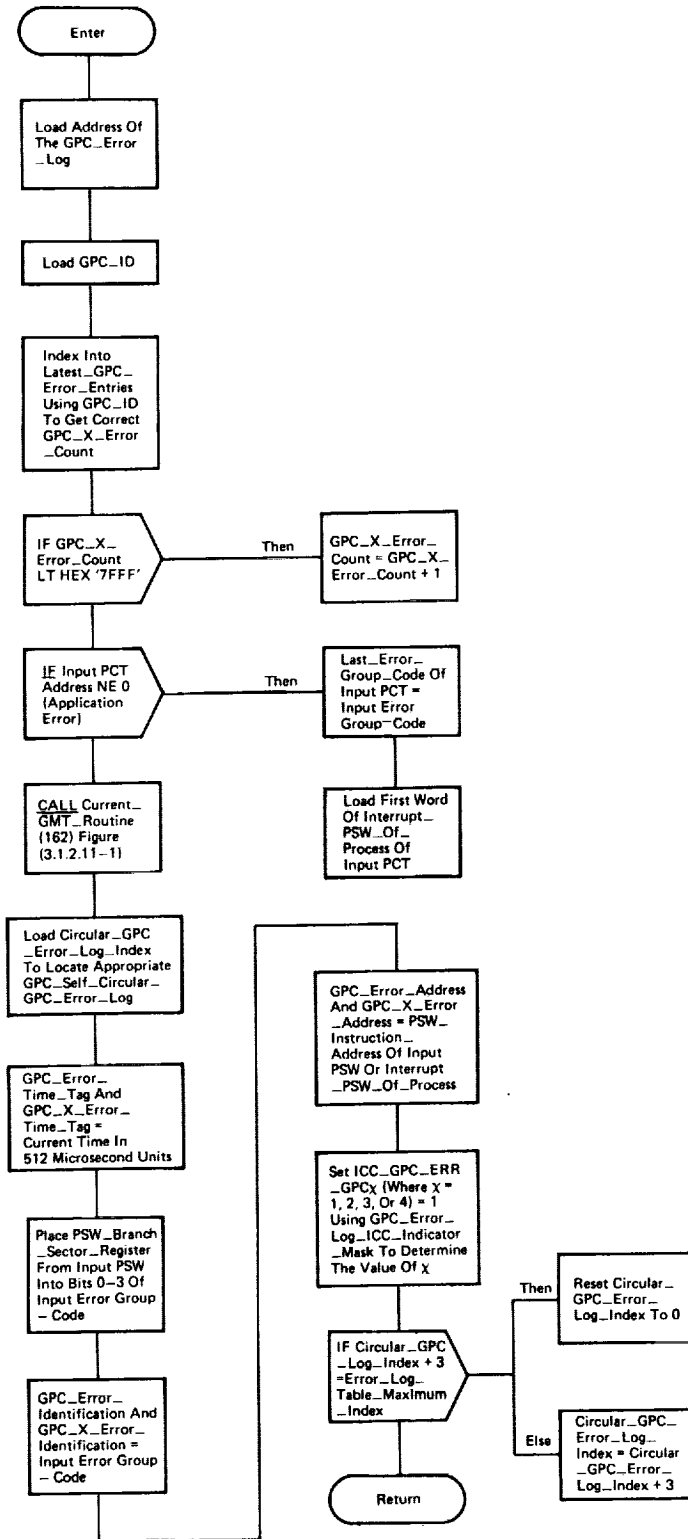 Enter
Load Address Of
The GPC_Error
_Log
Load GPC_ID
Index Into
Latest_GPC_
Error_Entries
Using GPC_ID
To Get Correct
GPC_X_Error
_Count
IF GPC_X_
Error_Count
LT HEX '7FFF'
Then
GPC_X_Error_
Count = GPC_X_
Error_Count + 1
IF Input PCT
Address NE 0
(Application
Error)
Then
Last_Error_
Group_Code Of
Input PCT =
Input Error
Group-Code
Load First Word
Of Interrupt_
PSW_Of_
Process Of
Input PCT
CALL Current_
GMT_Routine
(162) Figure
(3.1.2.11-1)
Load Circular_GPC
_Error_Log_Index
To Locate Appropriate
GPC_Self_Circular_
GPC_Error_Log
GPC_Error_
Time_Tag And
GPC_X_Error_
Time_Tag =
Current Time In
512 Microsecond Units
Place PSW_Branch
_Sector_Register
From Input PSW
Into Bits 0-3 Of
Input Error Group
- Code
GPC_Error_
Identification And
GPC_X_Error_
Identification =
Input Error Group
- Code
GPC_Error_Address
And GPC_X_Error
_Address = PSW_
Instruction_
Address Of Input
PSW Or Interrupt
_PSW_Of_Process
Set ICC_GPC_ERR
_GPCχ (Where χ =
1, 2, 3, Or 4) = 1
Using GPC_Error_
Log_ICC_Indicator
_Mask To Determine
The Value Of χ
IF Circular_GPC
_Log_Index + 3
=Error_Log_
Table_Maximum
_Index
Then
Reset Circular_
GPC_Error_
Log_Index To 0
Else
Circular_GPC_
Error_Log_
Index = Circular
_GPC_Error_
Log_Index + 3
Return